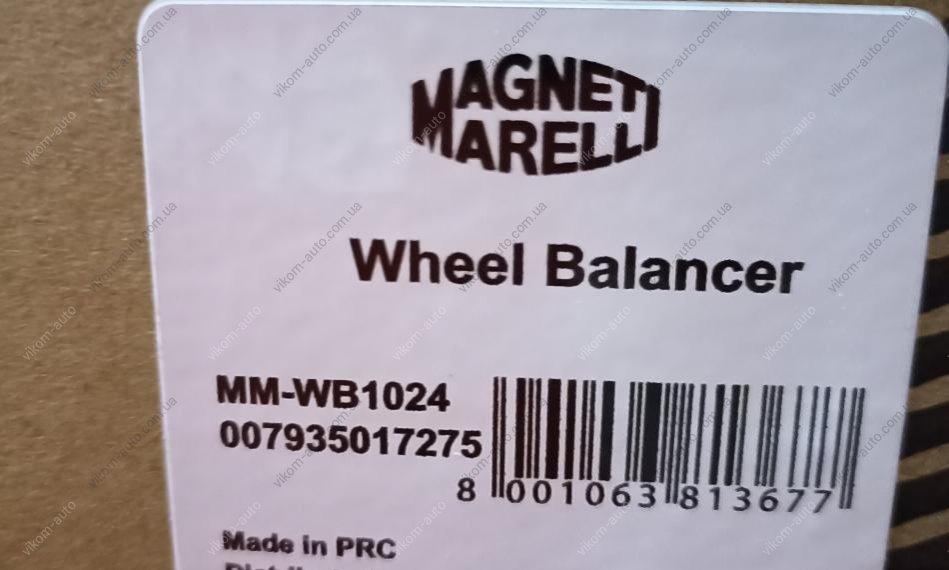 MAGNETI
MARELLI
Wheel Balancer
MM-WB1024
007935017275
8 001063 813677
Made in PRC
vikom-auto.com.ua